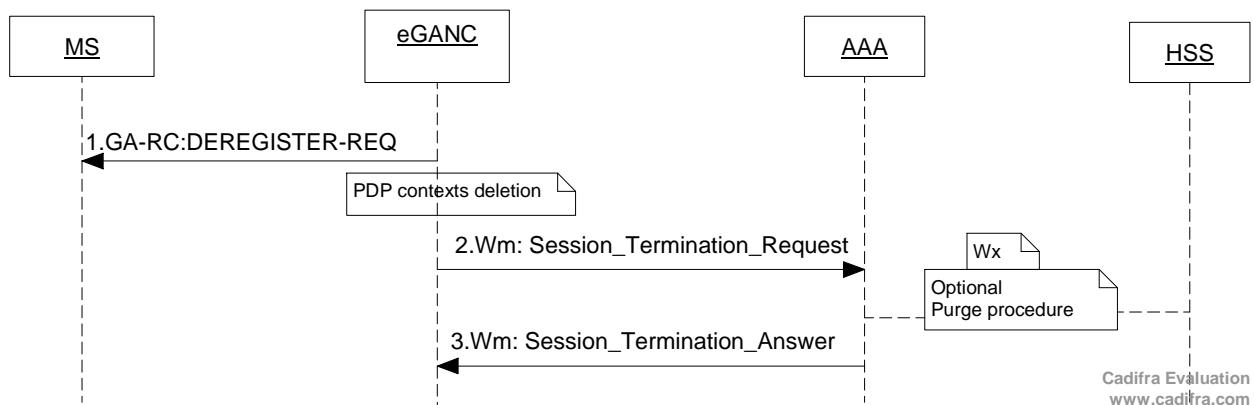 MS
eGANC
AAA
HSS
1.GA-RC:DEREGISTER-REQ
PDP contexts deletion
2.Wm: Session_Termination_Request
Wx
Optional
Purge procedure
3.Wm: Session_Termination_Answer
Cadifra Evaluation
www.cadifra.com